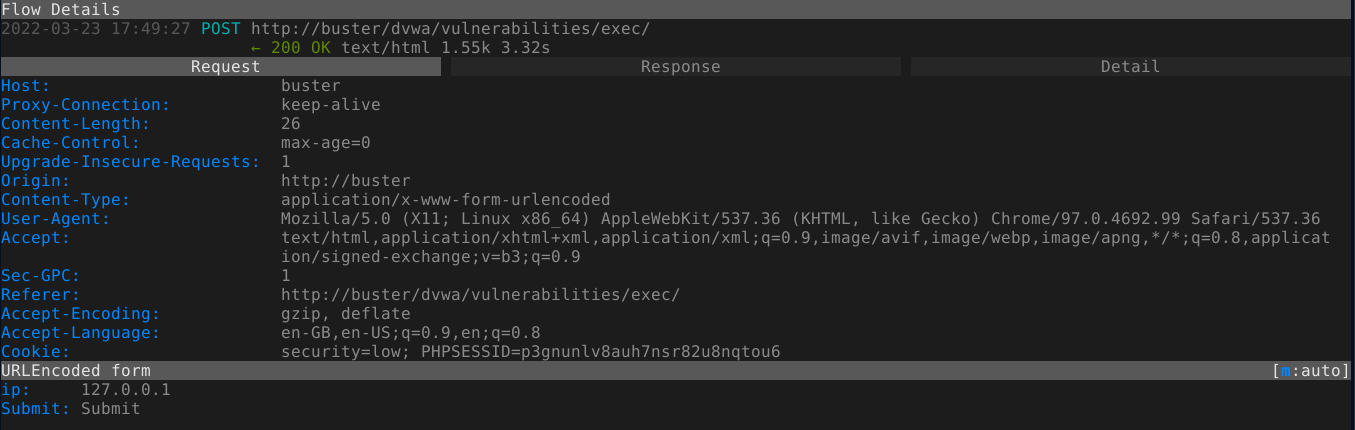 Flow Details
2022-03-23 17:49:27 POST http://buster/dvwa/vulnerabilities/exec/
← 200 OK text/html 1.55k 3.32s
Request Response Detail
Host: buster
Proxy-Connection: keep-alive
Content-Length: 26
Cache-Control: max-age=0
Upgrade-Insecure-Requests: 1
Origin: http://buster
Content-Type: application/x-www-form-urlencoded
User-Agent: Mozilla/5.0 (X11; Linux x86_64) AppleWebKit/537.36 (KHTML, like Gecko) Chrome/97.0.4692.99 Safari/537.36
Accept: text/html,application/xhtml+xml,application/xml;q=0.9,image/avif,image/webp,image/apng,*/*;q=0.8,applicat
ion/signed-exchange;v=b3;q=0.9
Sec-GPC: 1
Referer: http://buster/dvwa/vulnerabilities/exec/
Accept-Encoding: gzip, deflate
Accept-Language: en-GB,en-US;q=0.9,en;q=0.8
Cookie: security=low; PHPSESSID=p3gnunlv8auh7nsr82u8nqtou6
URLEncoded form [m:auto]
ip: 127.0.0.1
Submit: Submit